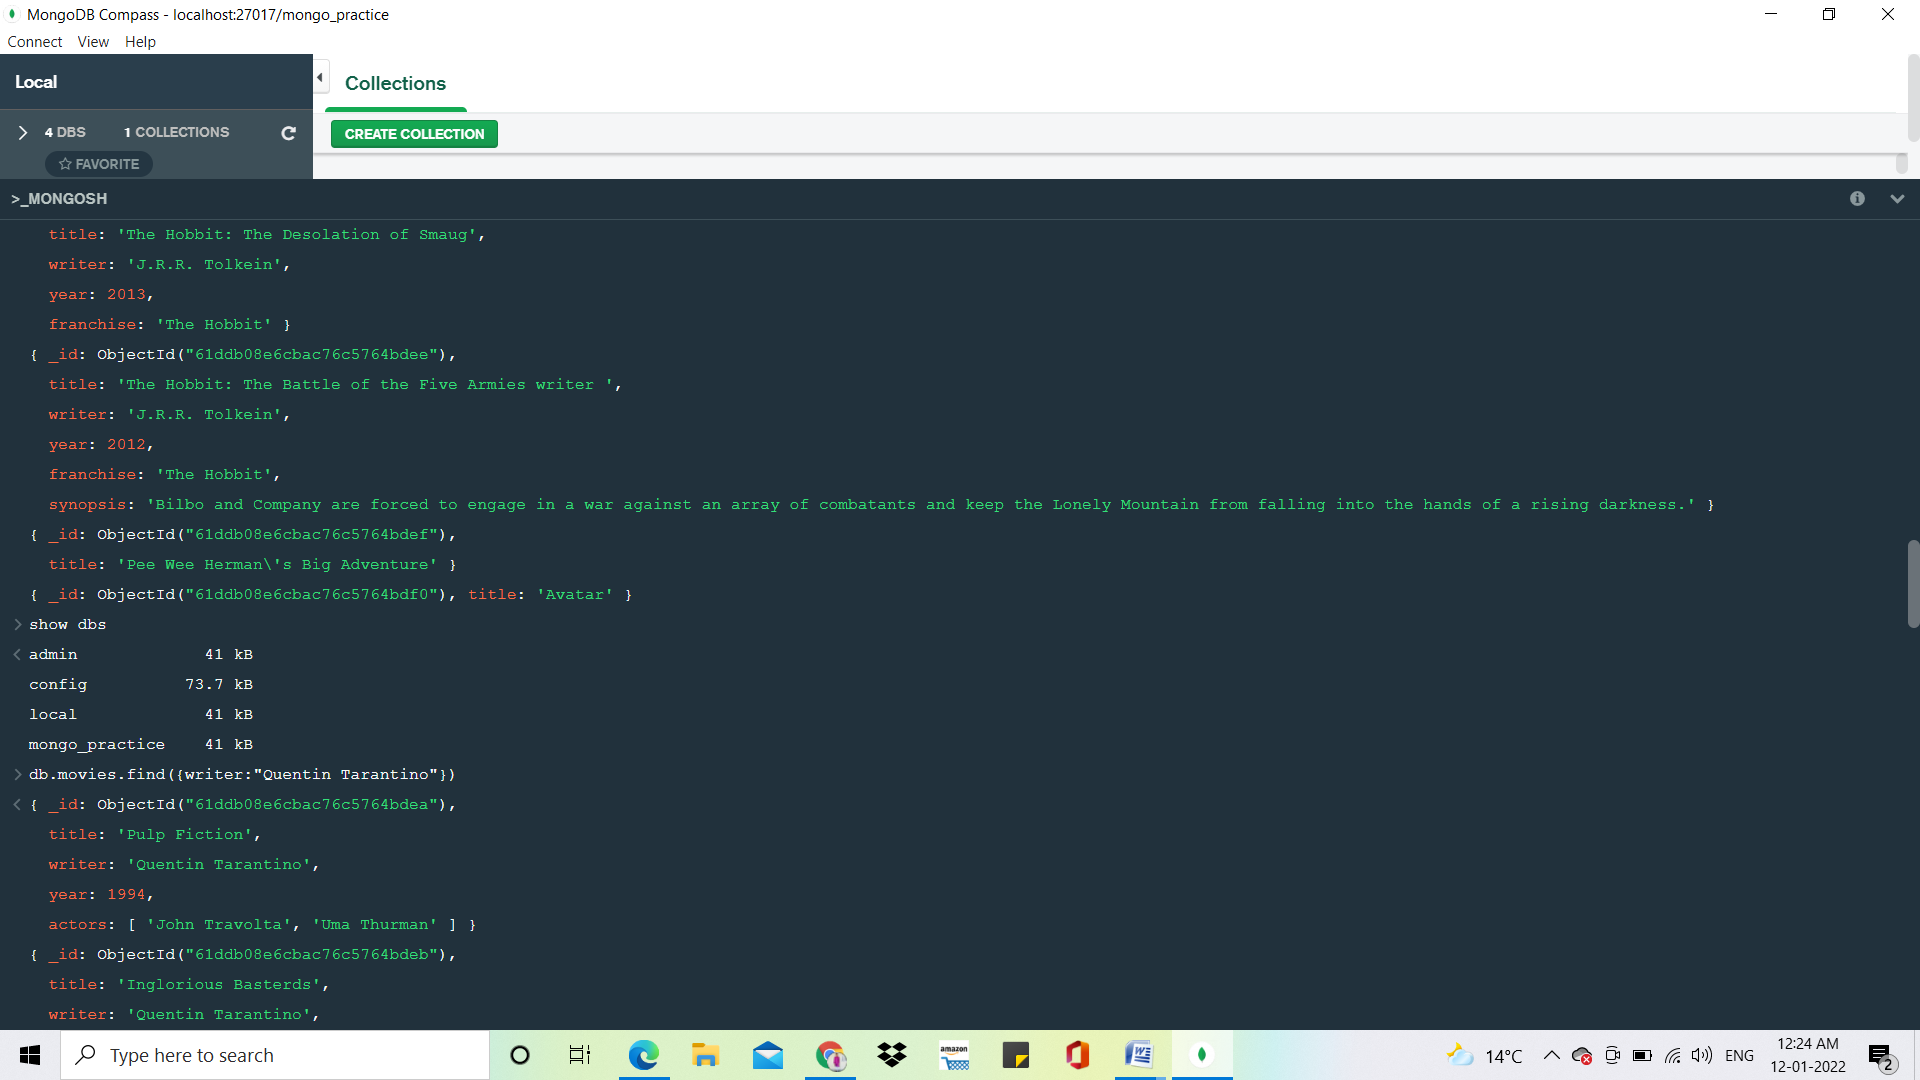 MongoDB Compass - localhost:27017/mongo_practice
Connect View Help
Local
Collections
4 DBS 1 COLLECTIONS
CREATE COLLECTION
FAVORITE
>_MONGOSH
title: 'The Hobbit: The Desolation of Smaug',
writer: 'J.R.R. Tolkein',
year: 2013,
franchise: 'The Hobbit' }
{ _id: ObjectId("61ddb08e6cbac76c5764bdee"),
title: 'The Hobbit: The Battle of the Five Armies writer ',
writer: 'J.R.R. Tolkein',
year: 2012,
franchise: 'The Hobbit',
synopsis: 'Bilbo and Company are forced to engage in a war against an array of combatants and keep the Lonely Mountain from falling into the hands of a rising darkness.' }
{ _id: ObjectId("61ddb08e6cbac76c5764bdef"),
title: 'Pee Wee Herman\'s Big Adventure' }
{ _id: ObjectId("61ddb08e6cbac76c5764bdf0"), title: 'Avatar' }
> show dbs
< admin 41 kB
config 73.7 kB
local 41 kB
mongo_practice 41 kB
> db.movies.find({writer:"Quentin Tarantino"})
< { _id: ObjectId("61ddb08e6cbac76c5764bdea"),
title: 'Pulp Fiction',
writer: 'Quentin Tarantino',
year: 1994,
actors: [ 'John Travolta', 'Uma Thurman' ] }
{ _id: ObjectId("61ddb08e6cbac76c5764bdeb"),
title: 'Inglorious Basterds',
writer: 'Quentin Tarantino',
Type here to search
amazon
14°C
ENG
12:24 AM
12-01-2022
2